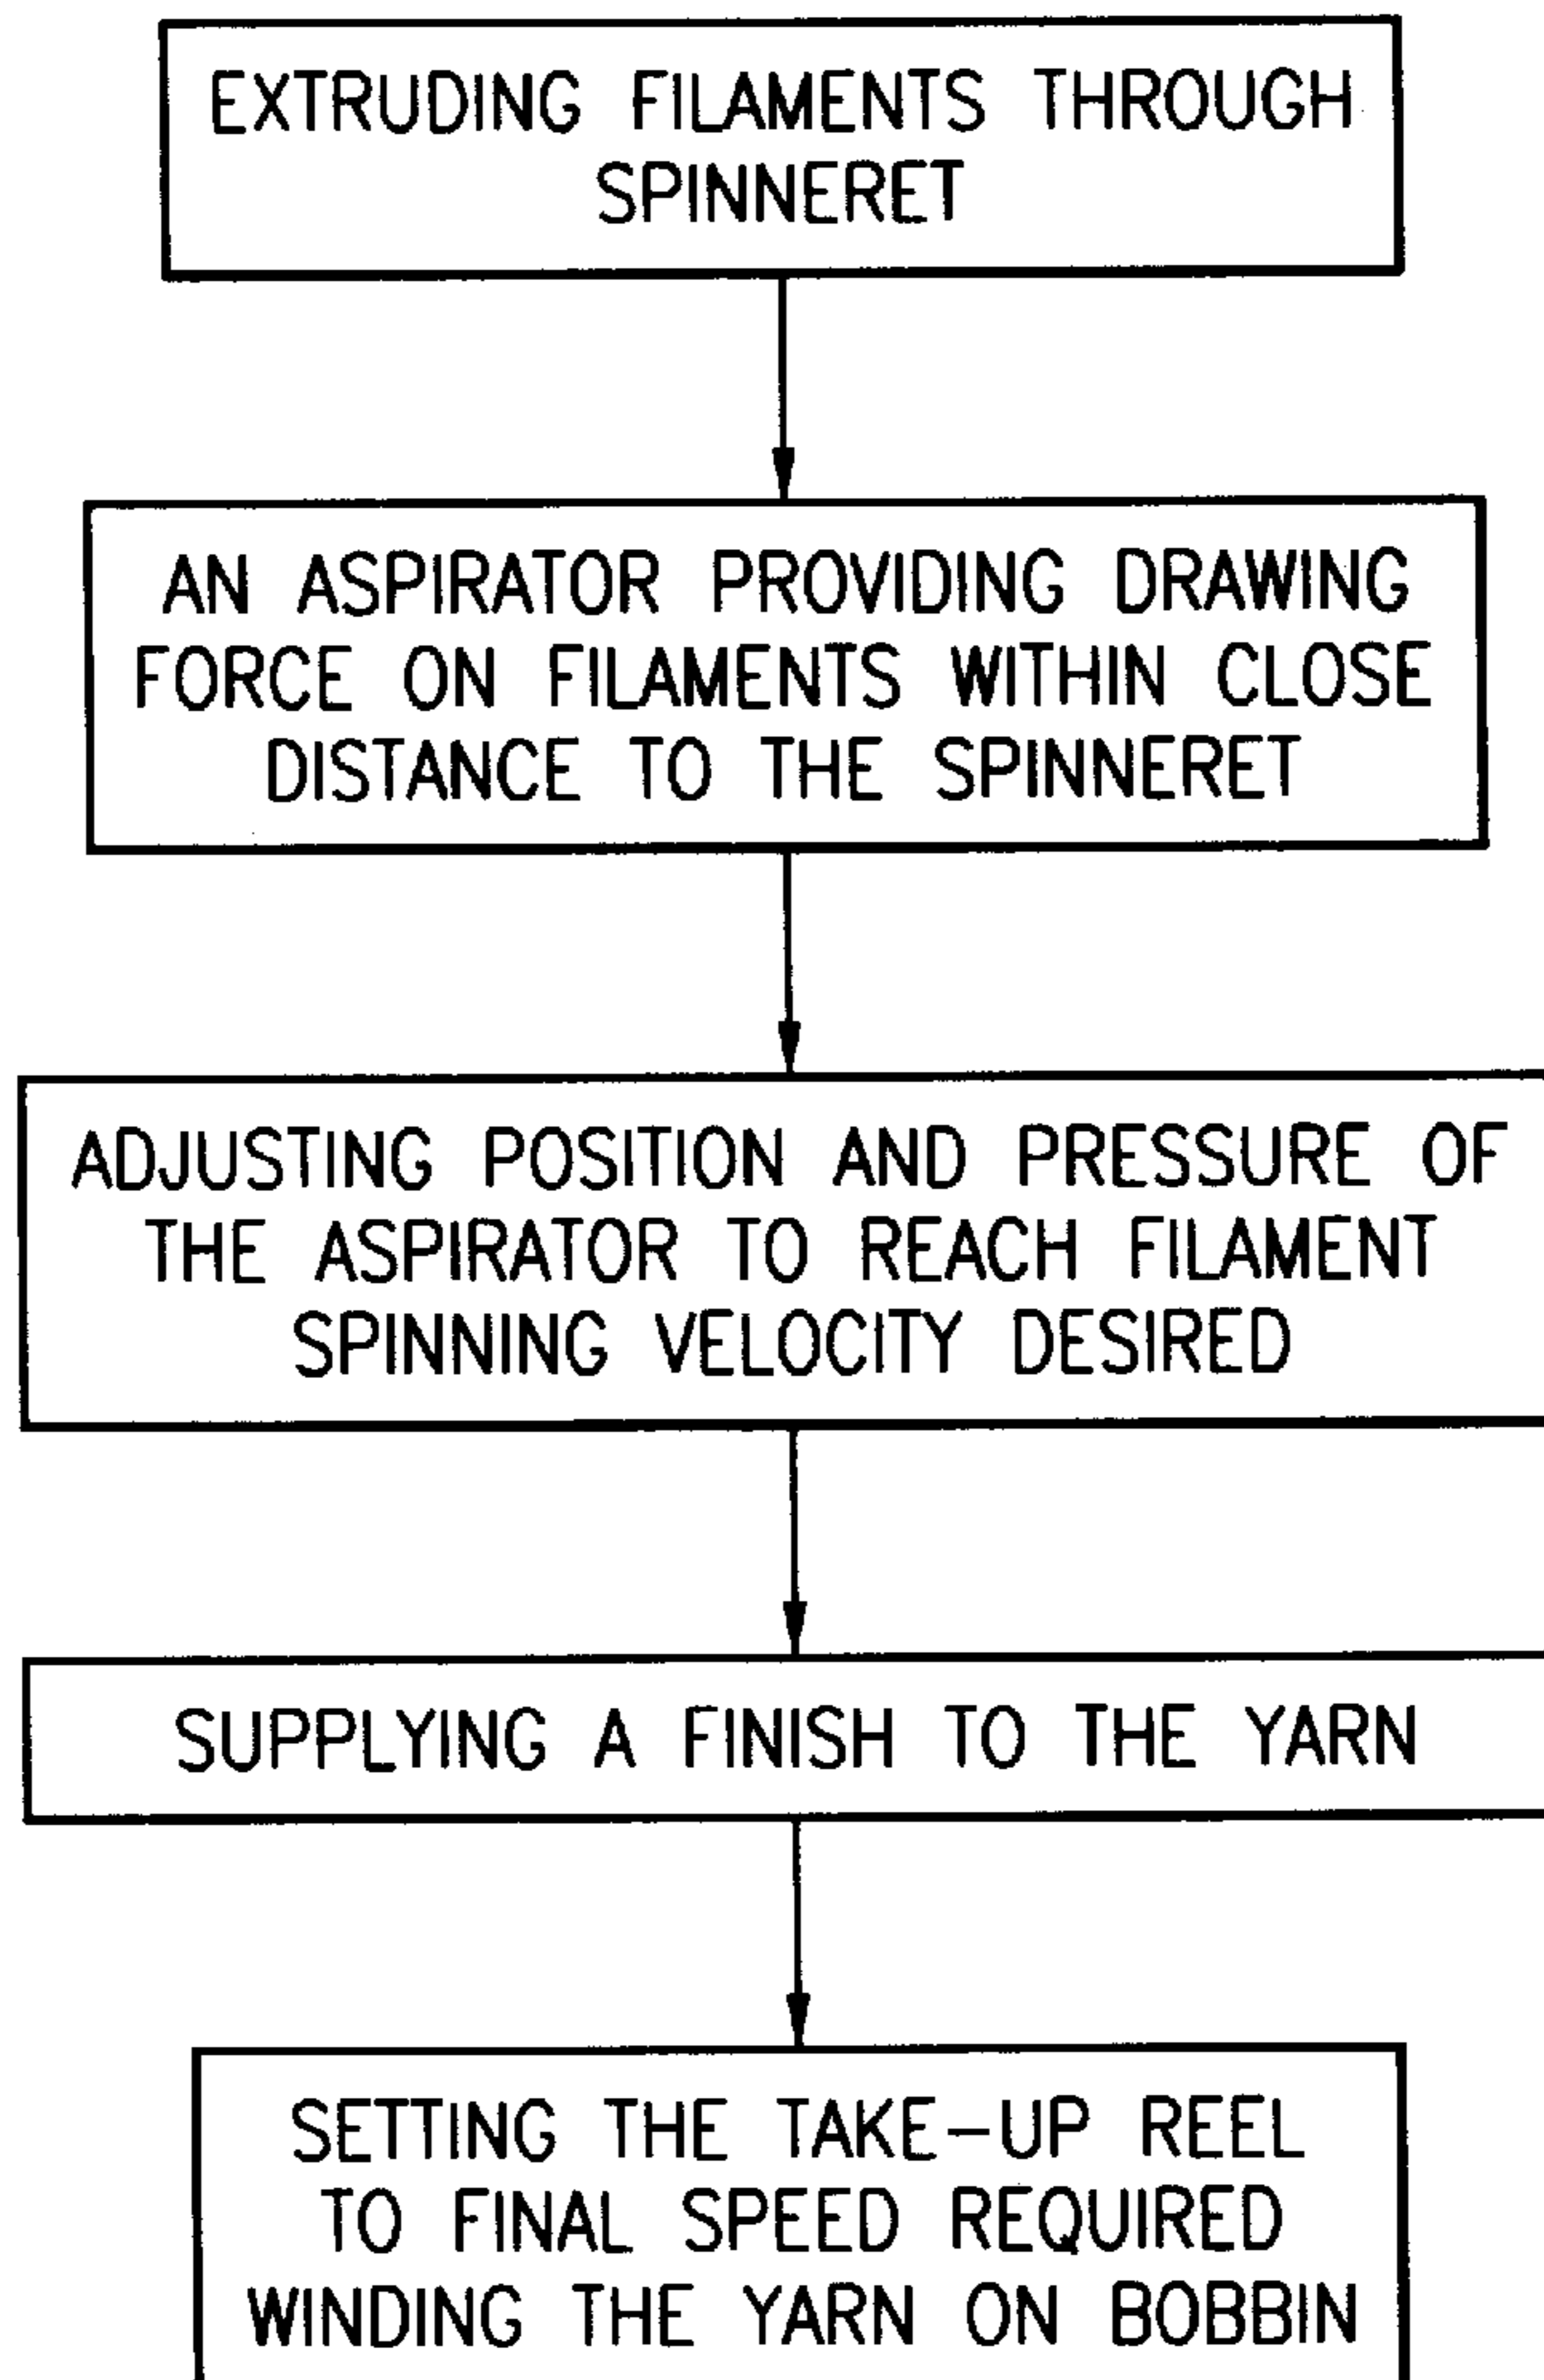 EXTRUDING FILAMENTS THROUGH
SPINNERET
AN ASPIRATOR PROVIDING DRAWING
FORCE ON FILAMENTS WITHIN CLOSE
DISTANCE TO THE SPINNERET
ADJUSTING POSITION AND PRESSURE OF
THE ASPIRATOR TO REACH FILAMENT
SPINNING VELOCITY DESIRED
SUPPLYING A FINISH TO THE YARN
SETTING THE TAKE-UP REEL
TO FINAL SPEED REQUIRED
WINDING THE YARN ON BOBBIN